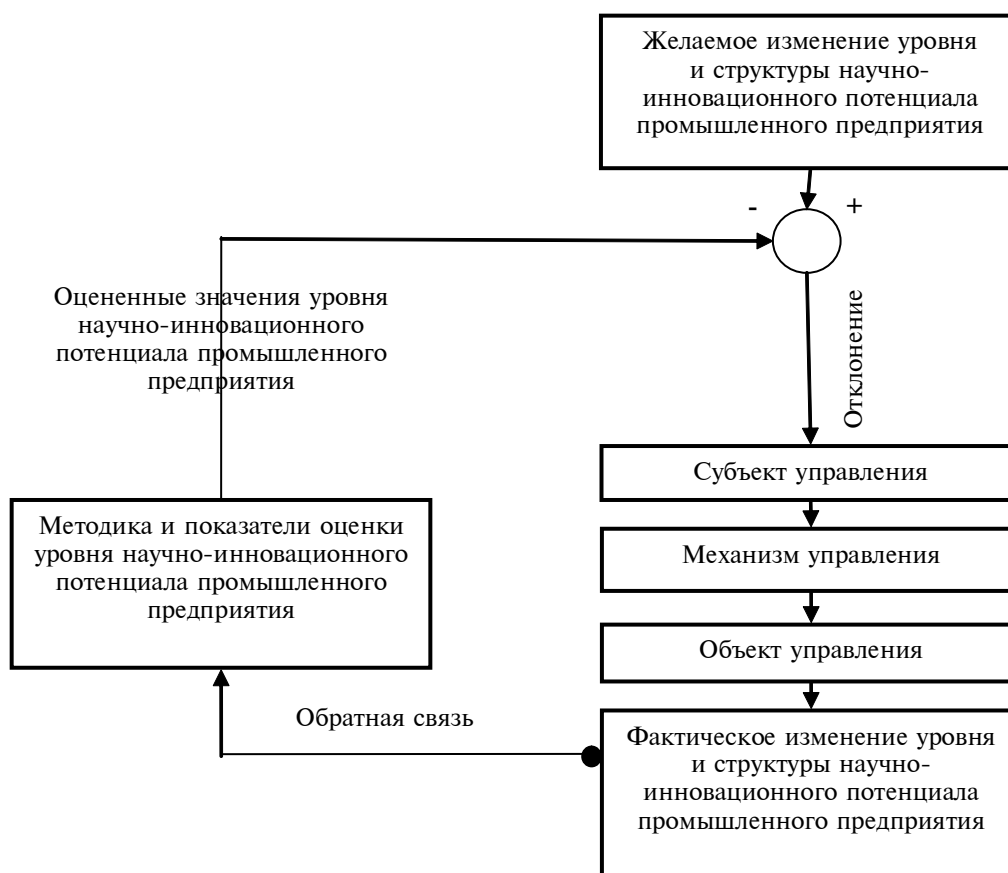 Желаемое изменение уровня
и структуры научно-
инновационного потенциала
промышленного предприятия
- +
Оцененные значения уровня
научно-инновационного
потенциала промышленного
предприятия
Отклонение
Субъект управления
Методика и показатели оценки
уровня научно-инновационного
потенциала промышленного
предприятия
Механизм управления
Объект управления
Обратная связь
Фактическое изменение уровня
и структуры научно-
инновационного потенциала
промышленного предприятия